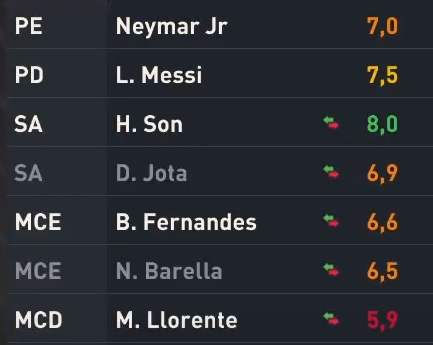 PE Neymar Jr 7,0
PD L. Messi 7,5
SA H. Son 8,0
SA D. Jota 6,9
MCE B. Fernandes 6,6
MCE N. Barella 6,5
MCD M. Llorente 5,9